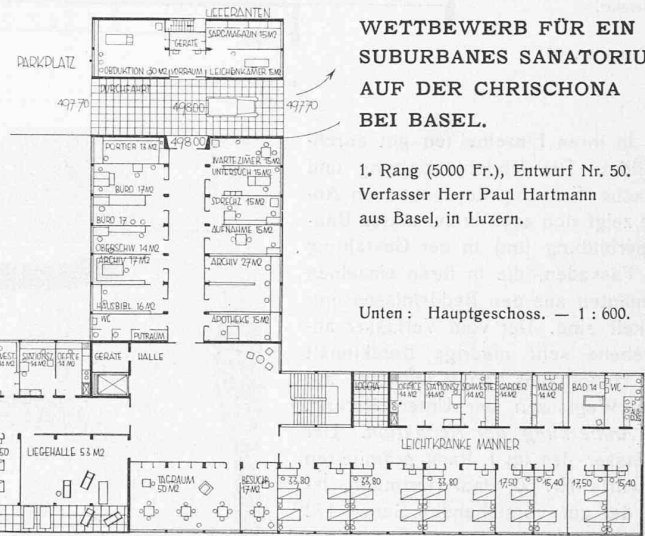 LIEFERANTEN
WETTBEWERB FÜR EIN
SUBURBANES SANATORIU
AUF DER CHRISCHONA
BEI BASEL.
1. Rang (5000 Fr.), Entwurf Nr. 50.
Verfasser Herr Paul Hartmann
aus Basel, in Luzern.
Unten: Hauptgeschoss. — 1 : 600.
PARKPLATZ
GERÄTE
SARGMAGAZIN 15 M2
PRODUKTION 30 M2 VORRAUM LEICHENKAMER 15 M2
DURCHFAHRT
497.70 498.00 497.70
498.00
PORTIER 14 M2
WARTEZIMER 15 M2
UNTERSUCH 15 M2
BÜRO 17 M2
SPRECHZ. 15 M2
BÜRO 17
AUFNAHME 15 M2
OBERSCHW. 14 M2
ARCHIV 17 M2
ARCHIV 27 M2
HAUSBIBL. 16 M2
WC
PUTZRAUM
APOTHEKE 15 M2
STATIONSZ. 14 M2
OFFICE 14 M2
GERÄTE
HALLE
LOGGIA
OFFICE 14 M2
STATIONSZ. 14 M2
SCHWESTE 14 M2
GARDER 14 M2
WÄSCHE 14 M2
BAD 14
WC
LEICHTKRANKE MÄNNER
LIEGEHALLE 53 M2
TAGRAUM 50 M2
BESUCH 17 M2
33,80 33,80 33,80 17,50 15,40 17,50 15,40